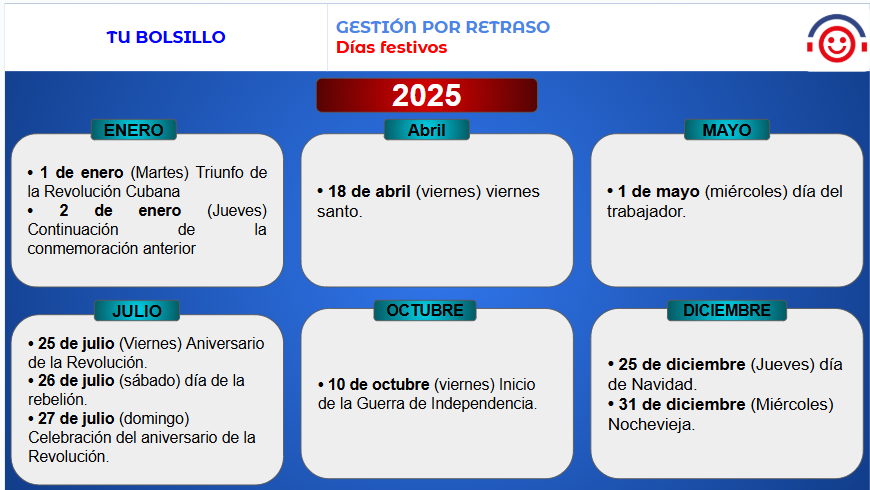 TU BOLSILLO
GESTIÓN POR RETRASO
Días festivos
2025
ENERO
• 1 de enero (Martes) Triunfo de
la Revolución Cubana
• 2 de enero (Jueves)
Continuación de la
conmemoración anterior
Abril
• 18 de abril (viernes) viernes
santo.
MAYO
• 1 de mayo (miércoles) día del
trabajador.
JULIO
• 25 de julio (Viernes) Aniversario
de la Revolución.
• 26 de julio (sábado) día de la
rebelión.
• 27 de julio (domingo)
Celebración del aniversario de la
Revolución.
OCTUBRE
• 10 de octubre (viernes) Inicio
de la Guerra de Independencia.
DICIEMBRE
• 25 de diciembre (Jueves) día
de Navidad.
• 31 de diciembre (Miércoles)
Nochevieja.